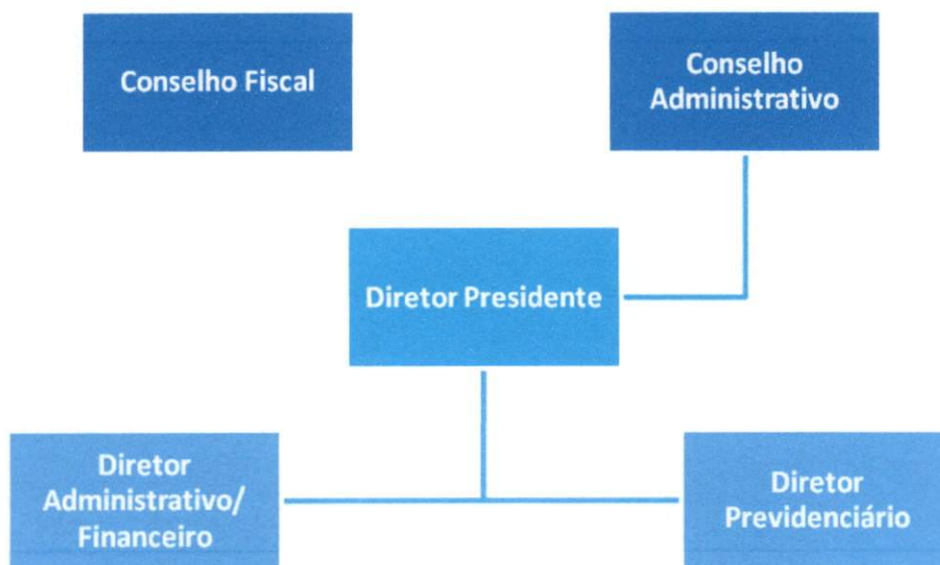 Conselho Fiscal
Conselho
Administrativo
Diretor Presidente
Diretor
Administrativo/
Financeiro
Diretor
Previdenciário